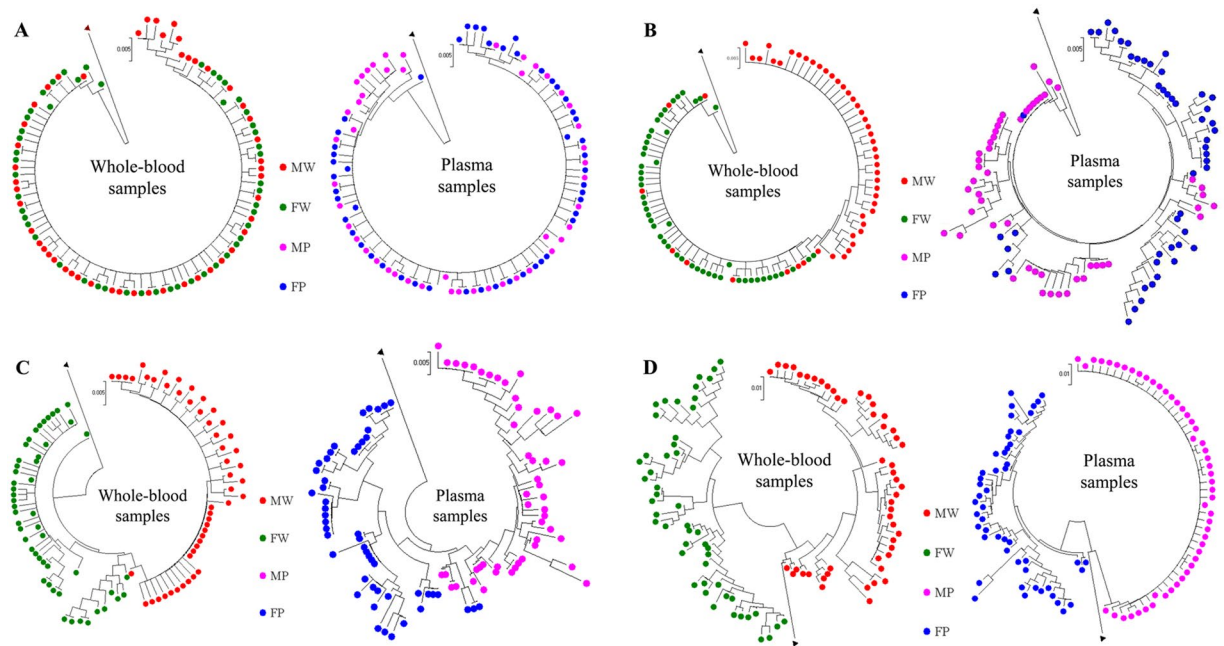 A
0.005
Whole-blood
samples
0.005
Plasma
samples
MW
FW
MP
FP
B
0.005
Whole-blood
samples
0.005
Plasma
samples
MW
FW
MP
FP
C
0.005
Whole-blood
samples
0.005
Plasma
samples
MW
FW
MP
FP
D
0.01
Whole-blood
samples
0.01
Plasma
samples
MW
FW
MP
FP